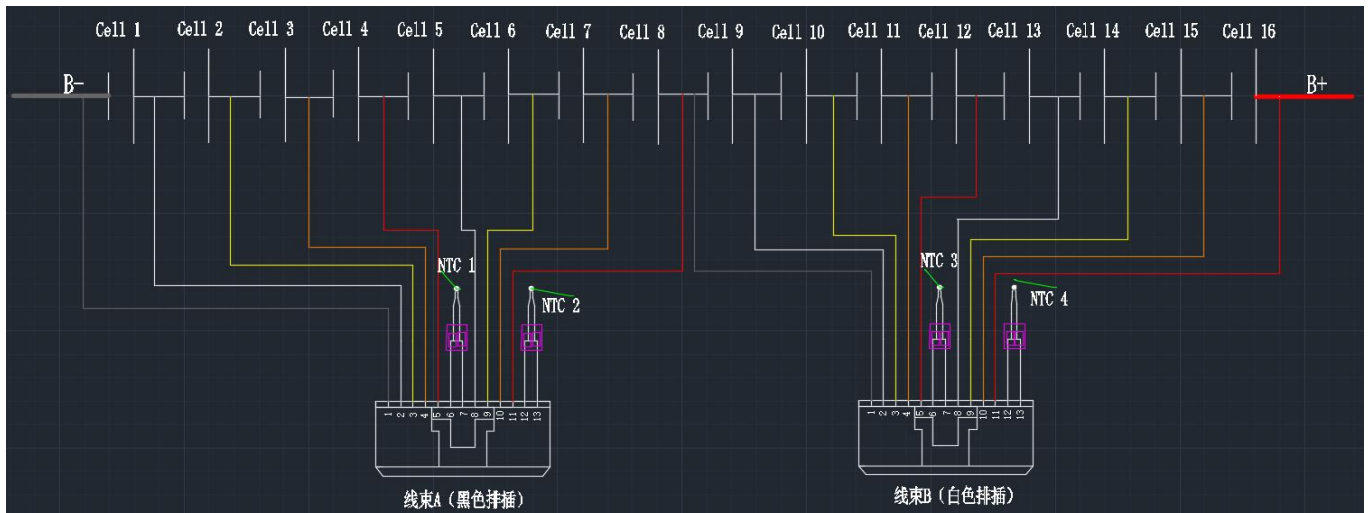 Cell 1 Cell 2 Cell 3 Cell 4 Cell 5 Cell 6 Cell 7 Cell 8 Cell 9 Cell 10 Cell 11 Cell 12 Cell 13 Cell 14 Cell 15 Cell 16
B- B+
NTC 1 NTC 3
NTC 2 NTC 4
1 2 3 4 5 6 7 8 9 10 11 12 13 1 2 3 4 5 6 7 8 9 10 11 12 13
线束A（黑色排插） 线束B（白色排插）